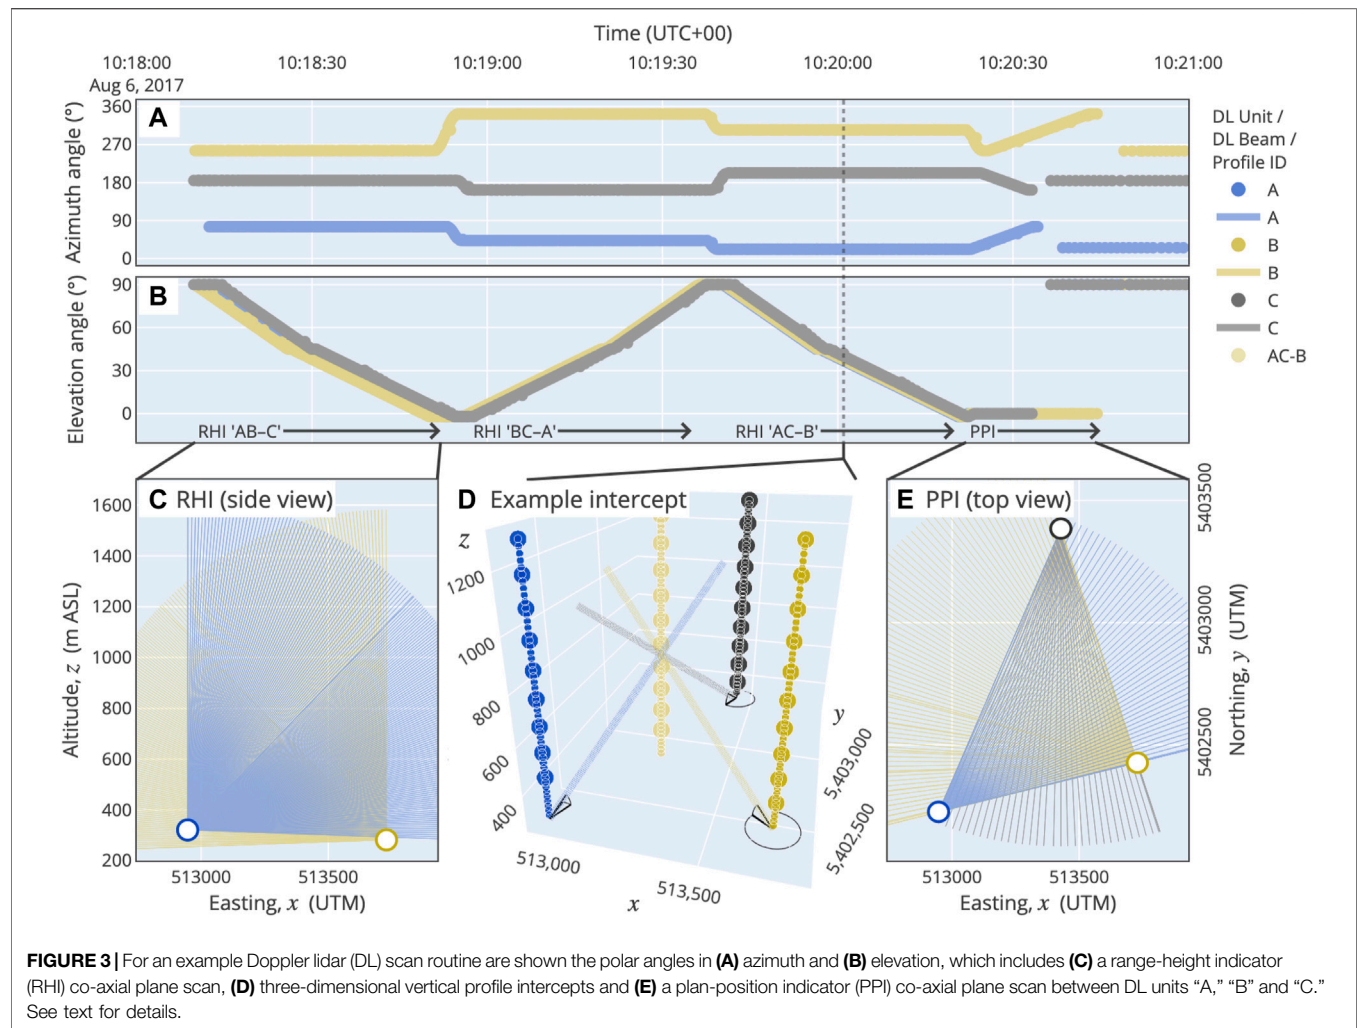 Time (UTC+00)
10:18:00 10:18:30 10:19:00 10:19:30 10:20:00 10:20:30 10:21:00
Aug 6, 2017
A
Azimuth angle (°)
360
270
180
90
0
B
Elevation angle (°)
90
60
30
0
RHI 'AB–C' RHI 'BC–A' RHI 'AC–B' PPI
DL Unit /
DL Beam /
Profile ID
A
A
B
B
C
C
AC-B
C RHI (side view)
Altitude, z (m ASL)
1600
1400
1200
1000
800
600
400
200
513000 513500
Easting, x (UTM)
D Example intercept
z
1200
1000
800
600
400
513,000
513,500
x
y
5,403,000
5,402,500
E PPI (top view)
5403500
5403000
5402500
Northing, y (UTM)
513000 513500
Easting, x (UTM)
FIGURE 3 | For an example Doppler lidar (DL) scan routine are shown the polar angles in (A) azimuth and (B) elevation, which includes (C) a range-height indicator
(RHI) co-axial plane scan, (D) three-dimensional vertical profile intercepts and (E) a plan-position indicator (PPI) co-axial plane scan between DL units “A,” “B” and “C.”
See text for details.